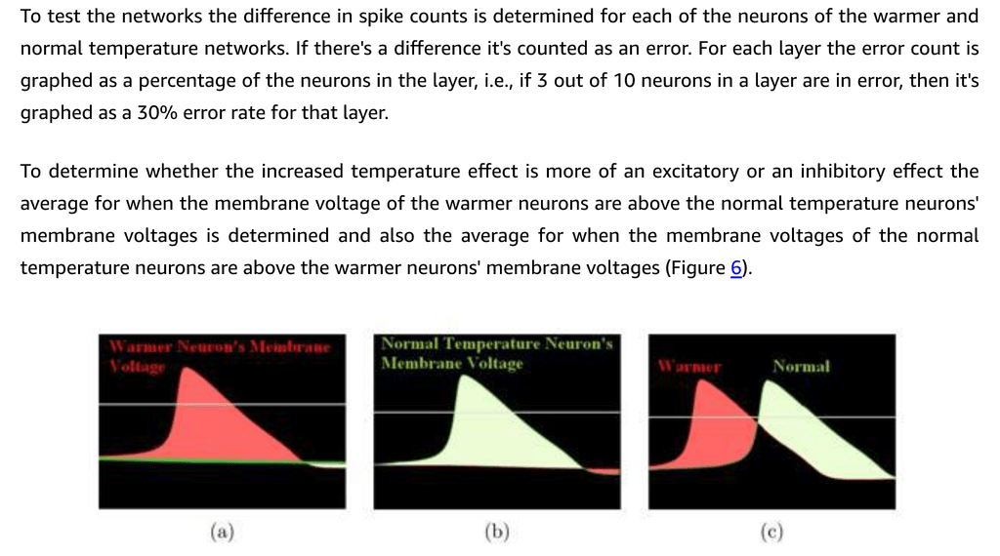 To test the networks the difference in spike counts is determined for each of the neurons of the warmer and
normal temperature networks. If there's a difference it's counted as an error. For each layer the error count is
graphed as a percentage of the neurons in the layer, i.e., if 3 out of 10 neurons in a layer are in error, then it's
graphed as a 30% error rate for that layer.
To determine whether the increased temperature effect is more of an excitatory or an inhibitory effect the
average for when the membrane voltage of the warmer neurons are above the normal temperature neurons'
membrane voltages is determined and also the average for when the membrane voltages of the normal
temperature neurons are above the warmer neurons' membrane voltages (Figure 6).
Warmer Neuron's Membrane
Voltage
Normal Temperature Neuron's
Membrane Voltage
Warmer Normal
(a) (b) (c)